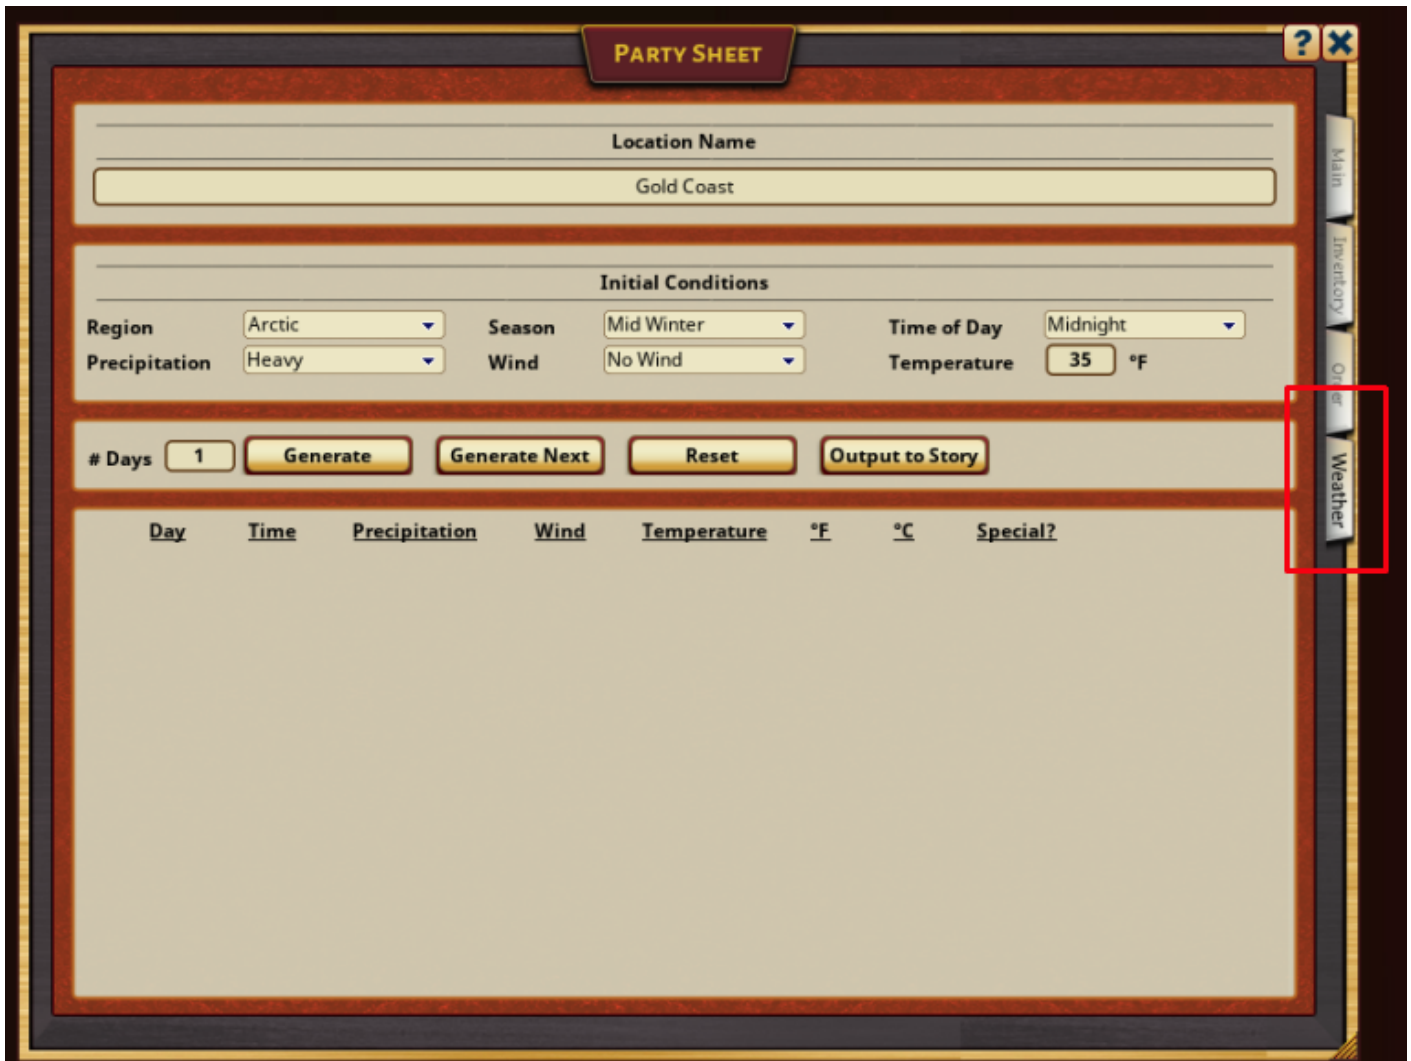 PARTY SHEET
? X
Location Name
Gold Coast
Initial Conditions
Region Arctic Season Mid Winter Time of Day Midnight
Precipitation Heavy Wind No Wind Temperature 35 °F
# Days 1 Generate Generate Next Reset Output to Story
Day Time Precipitation Wind Temperature °F °C Special?
Main
Inventory
Order
Weather